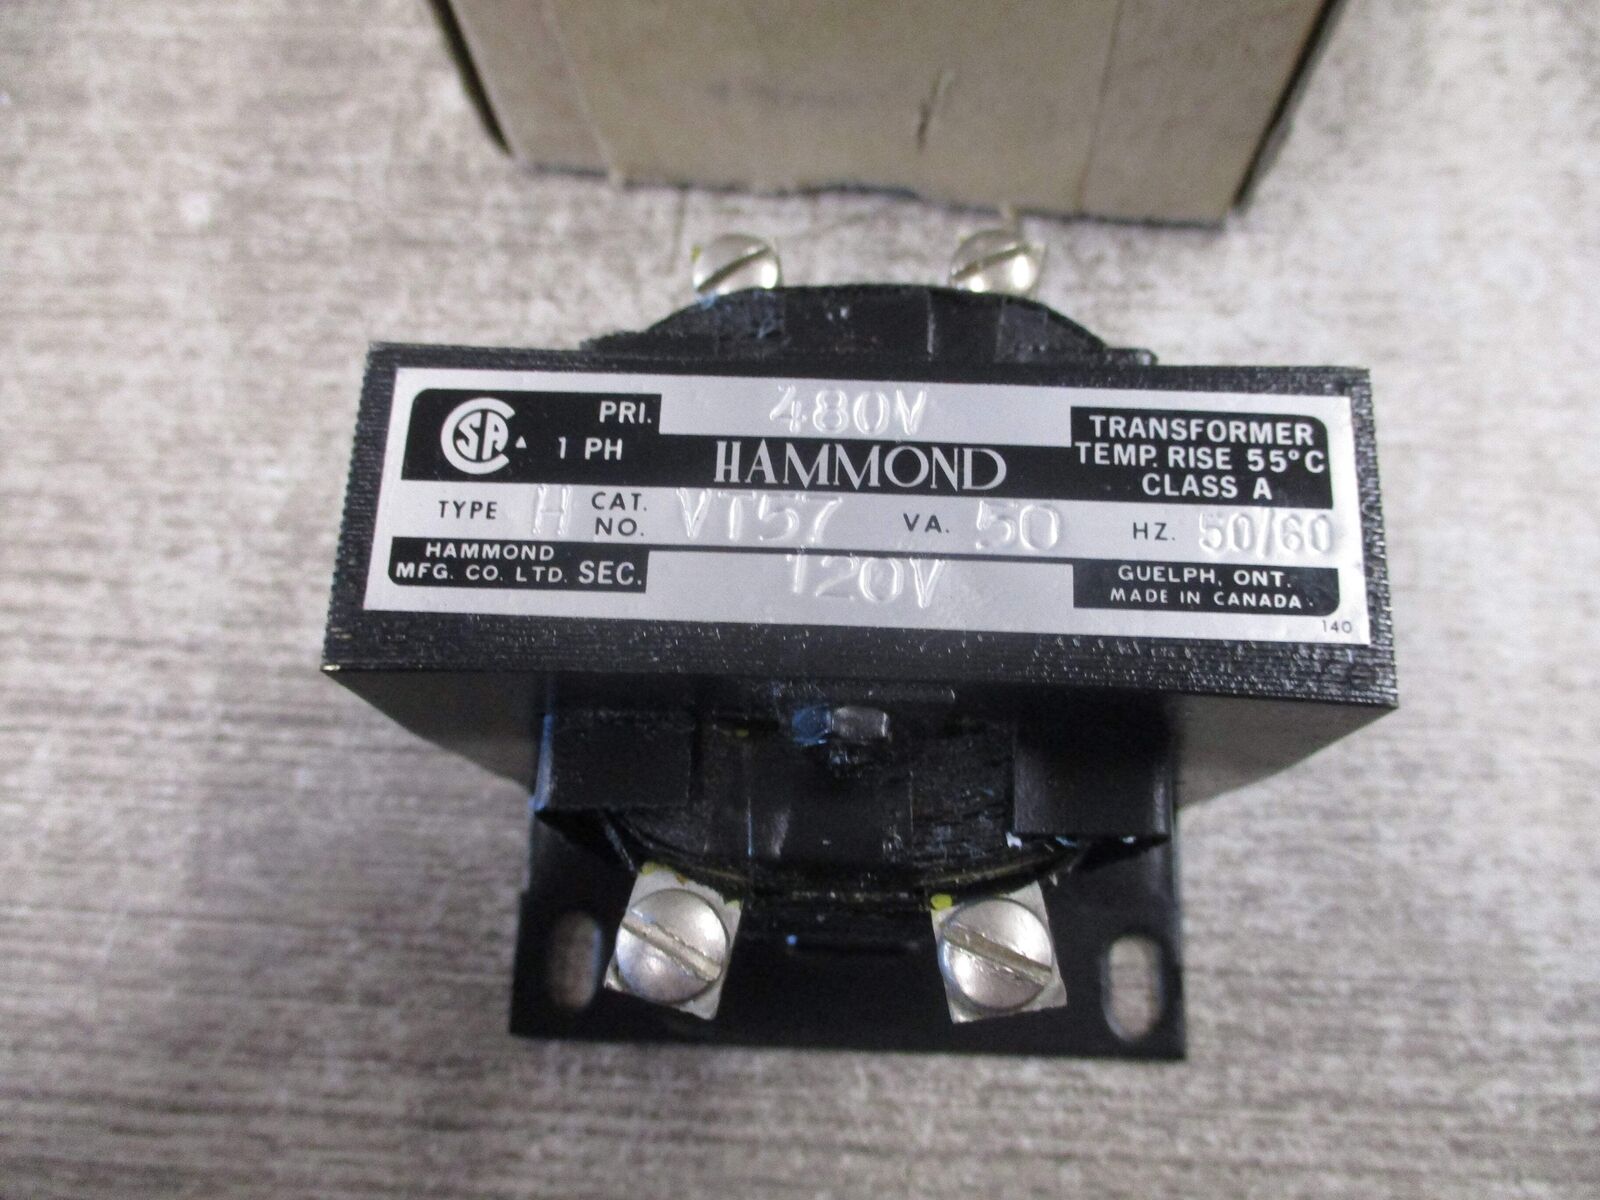 PRI. 480V
CSA 1 PH HAMMOND
TRANSFORMER
TEMP. RISE 55°C
CLASS A
TYPE H CAT. NO. VT57 VA. 50 HZ. 50/60
HAMMOND
MFG. CO. LTD. SEC. 120V
GUELPH, ONT.
MADE IN CANADA.
140